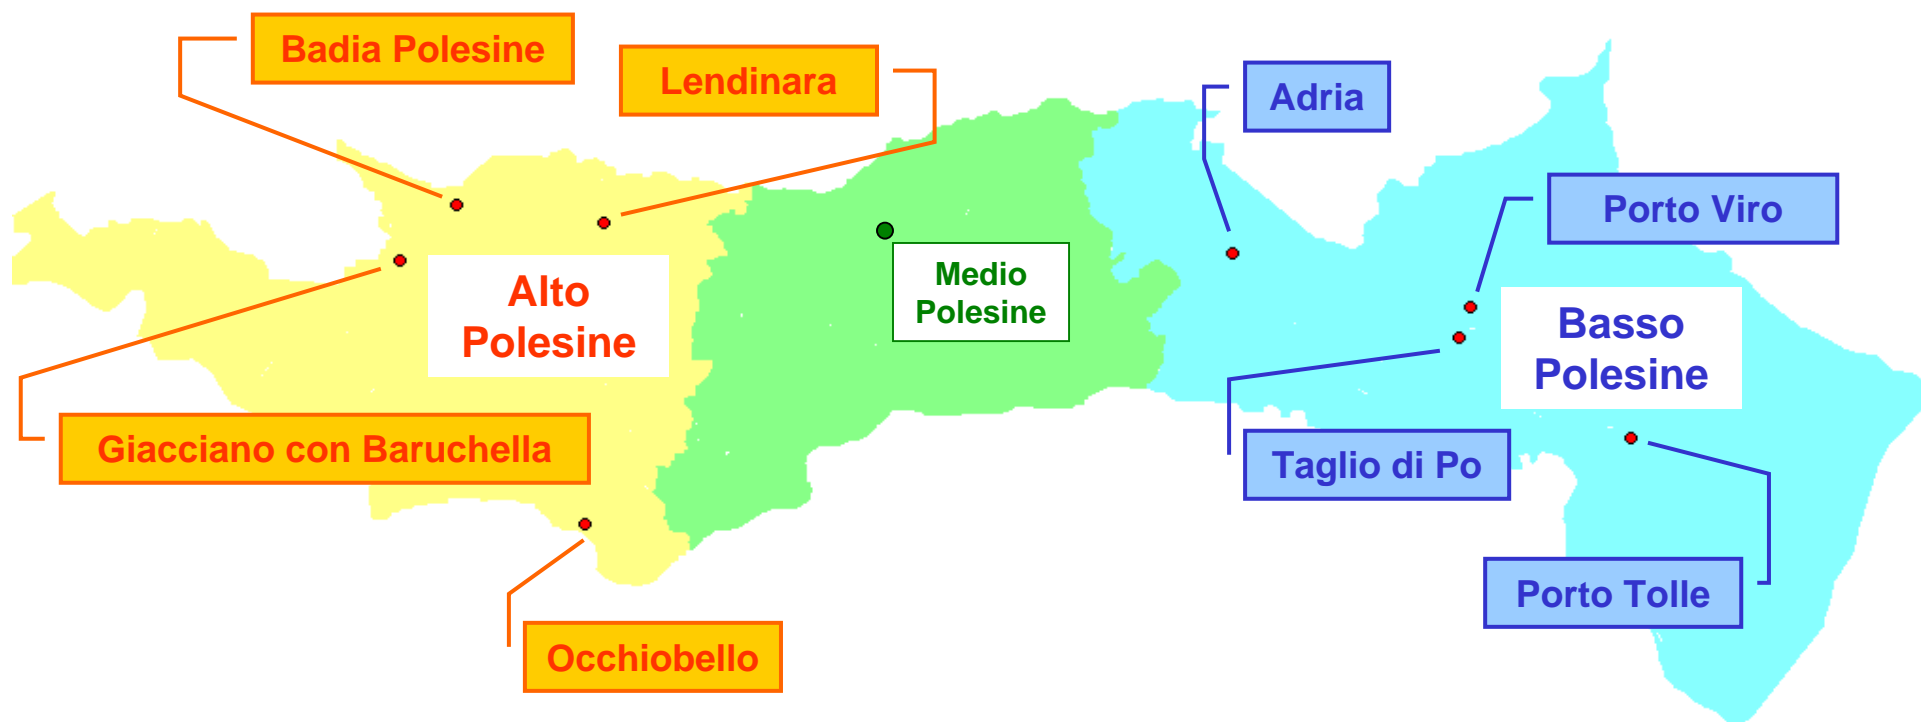 Badia Polesine
Lendinara
Adria
Porto Viro
Medio
Polesine
Alto
Polesine
Basso
Polesine
Giacciano con Baruchella
Taglio di Po
Porto Tolle
Occhiobello